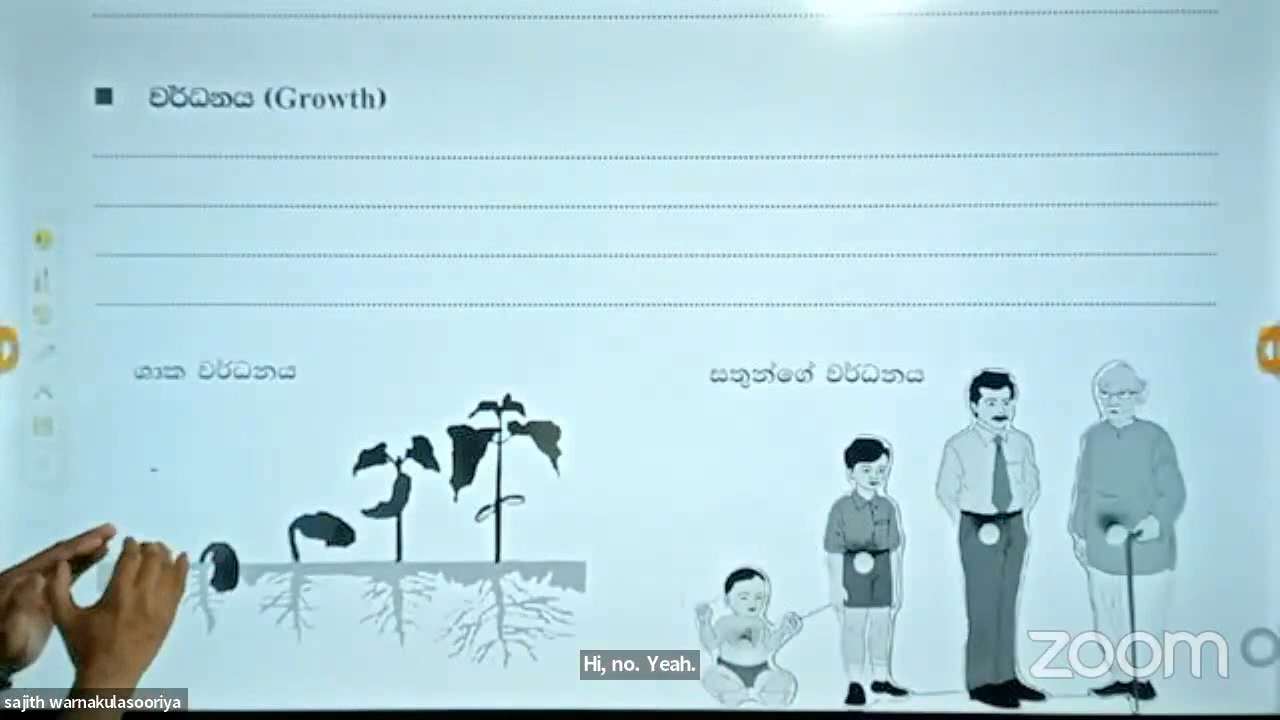 ■ වර්ධනය (Growth)
ශාක වර්ධනය
සතුන්ගේ වර්ධනය
zoom
Hi, no. Yeah.
sajith warnakulasooriya